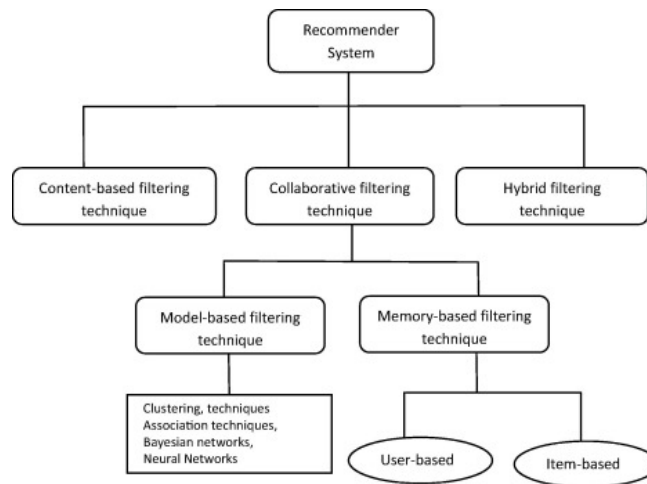 Recommender
System
Content-based filtering
technique
Collaborative filtering
technique
Hybrid filtering
technique
Model-based filtering
technique
Memory-based filtering
technique
Clustering, techniques
Association techniques,
Bayesian networks,
Neural Networks
User-based
Item-based